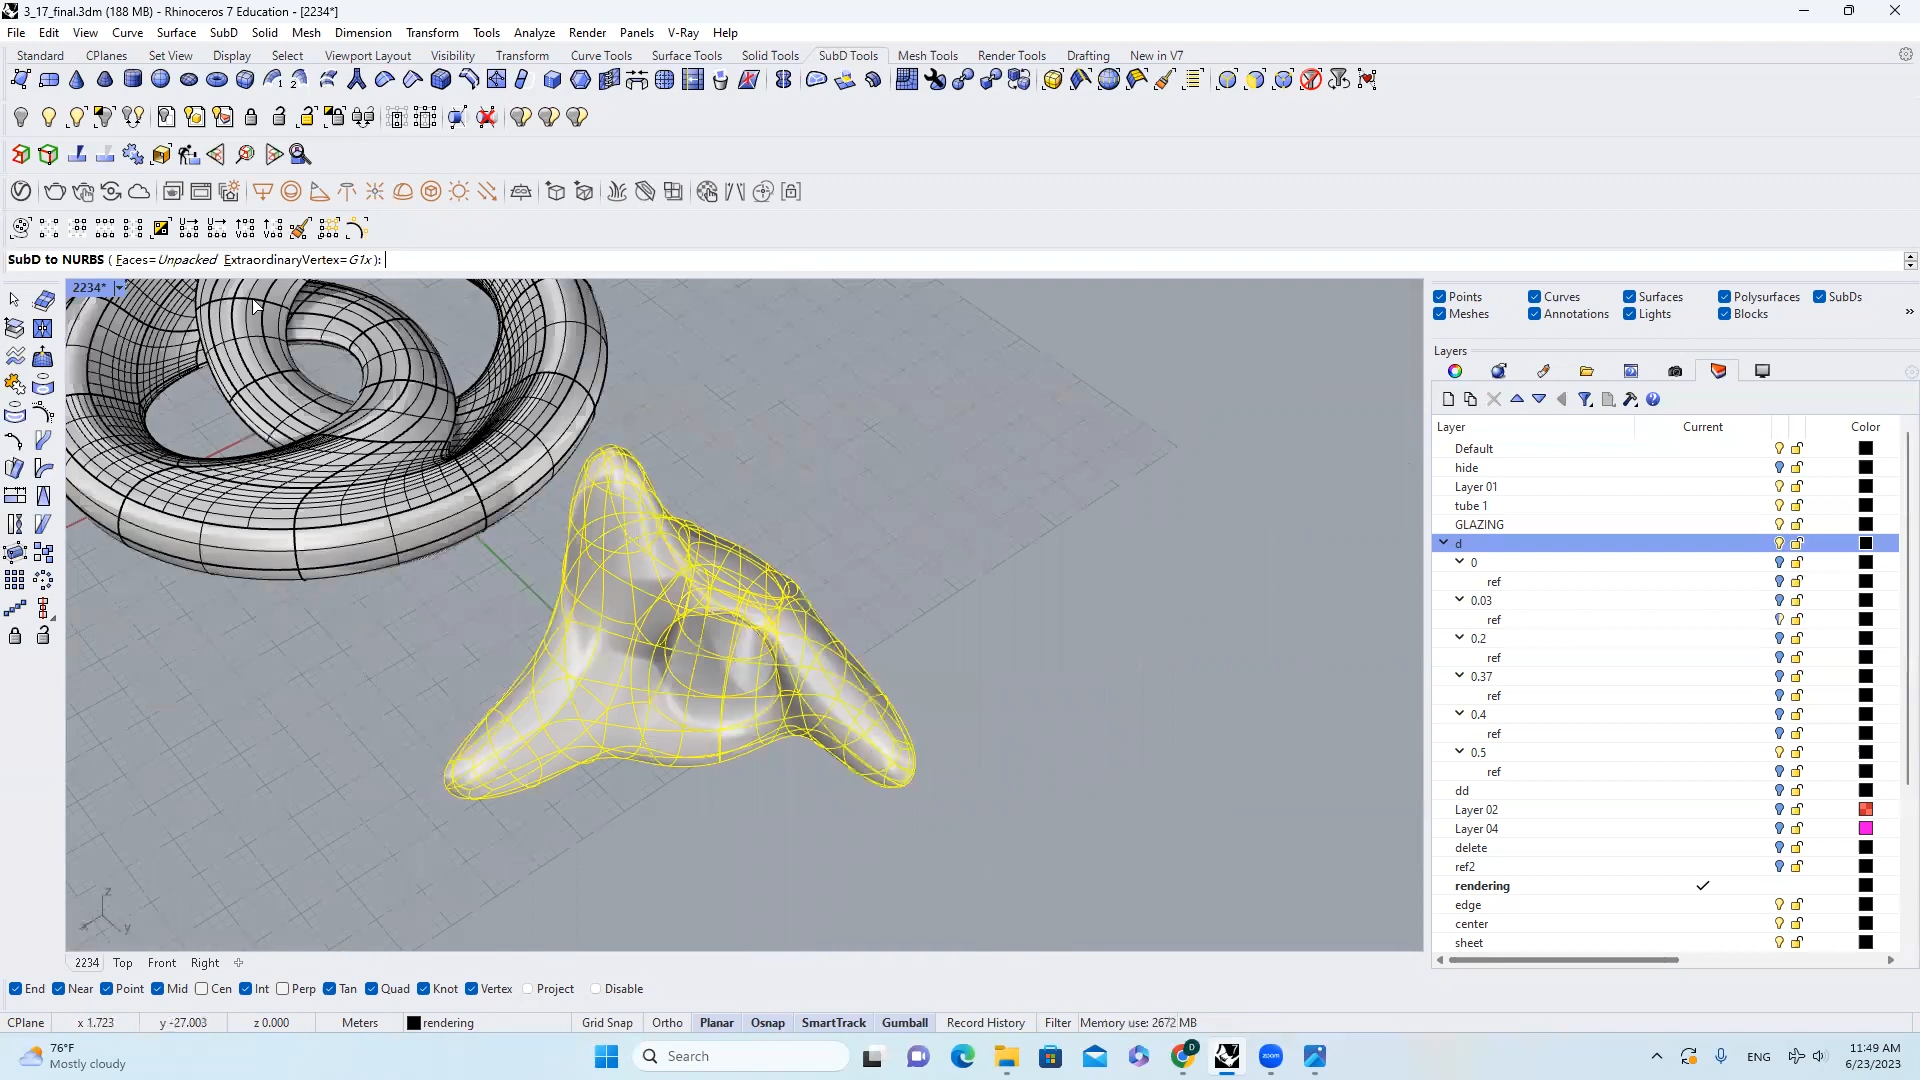 3_17_final.3dm (188 MB) - Rhinoceros 7 Education - [2234*]
File Edit View Curve Surface SubD Solid Mesh Dimension Transform Tools Analyze Render Panels V-Ray Help
Standard CPlanes Set View Display Select Viewport Layout Visibility Transform Curve Tools Surface Tools Solid Tools SubD Tools Mesh Tools Render Tools Drafting New in V7
SubD to NURBS ( Faces=Unpacked ExtraordinaryVertex=G1x ):
2234*
Points Curves Surfaces Polysurfaces SubDs
Meshes Annotations Lights Blocks
Layers
Layer Current Color
Default
hide
Layer 01
tube 1
GLAZING
d
0
ref
0.03
ref
0.2
ref
0.37
ref
0.4
ref
0.5
ref
dd
Layer 02
Layer 04
delete
ref2
rendering
edge
center
sheet
z
x y
2234 Top Front Right
End Near Point Mid Cen Int Perp Tan Quad Knot Vertex Project Disable
CPlane x 1.723 y -27.003 z 0.000 Meters rendering Grid Snap Ortho Planar Osnap SmartTrack Gumball Record History Filter Memory use: 2672 MB
76°F
Mostly cloudy
Search
zoom
ENG
11:49 AM
6/23/2023